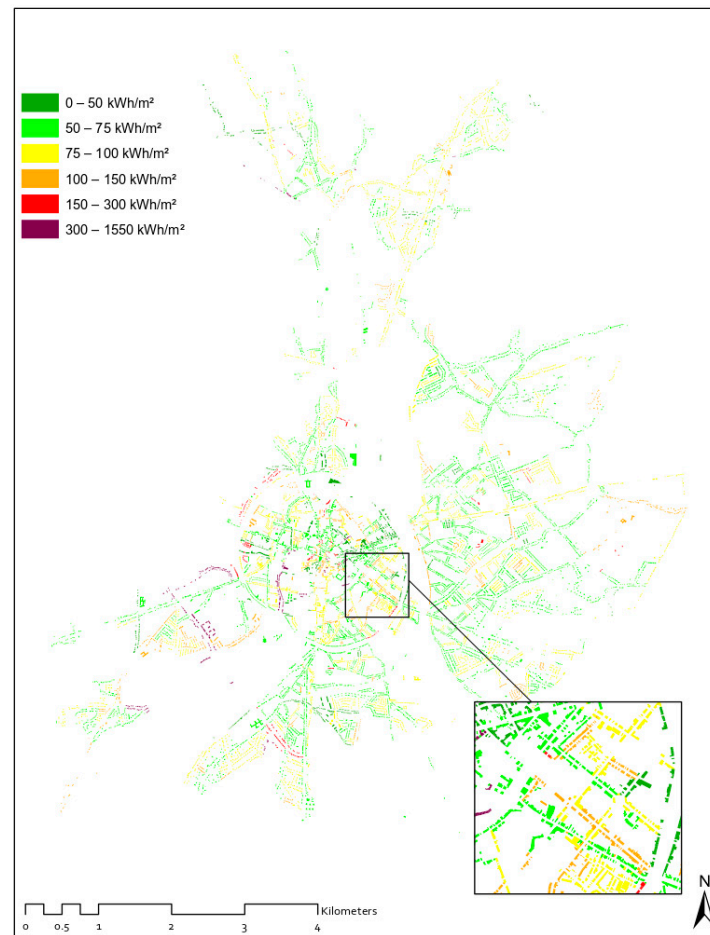 0 – 50 kWh/m²
50 – 75 kWh/m²
75 – 100 kWh/m²
100 – 150 kWh/m²
150 – 300 kWh/m²
300 – 1550 kWh/m²
N
Kilometers
0 0.5 1 2 3 4